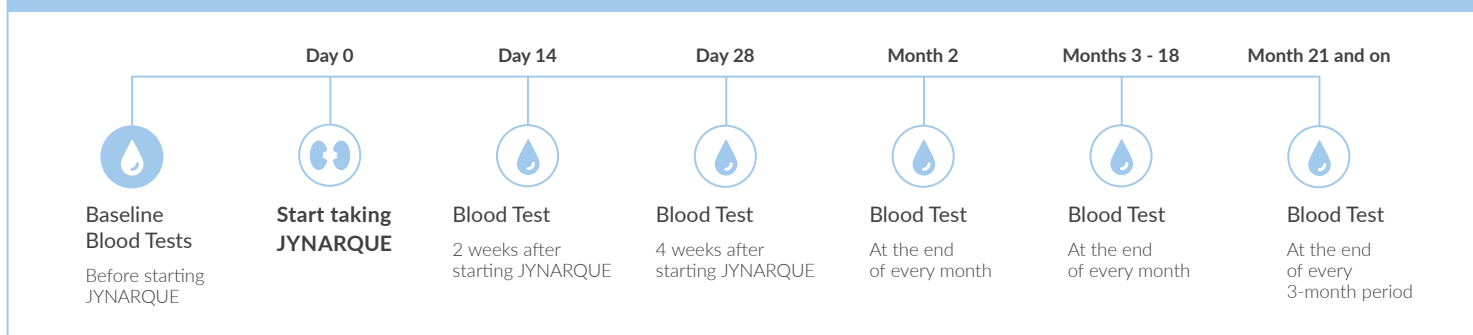 Day 0
Day 14
Day 28
Month 2
Months 3 - 18
Month 21 and on
Baseline
Blood Tests
Before starting
JYNARQUE
Start taking
JYNARQUE
Blood Test
2 weeks after
starting JYNARQUE
Blood Test
4 weeks after
starting JYNARQUE
Blood Test
At the end
of every month
Blood Test
At the end
of every month
Blood Test
At the end
of every
3-month period